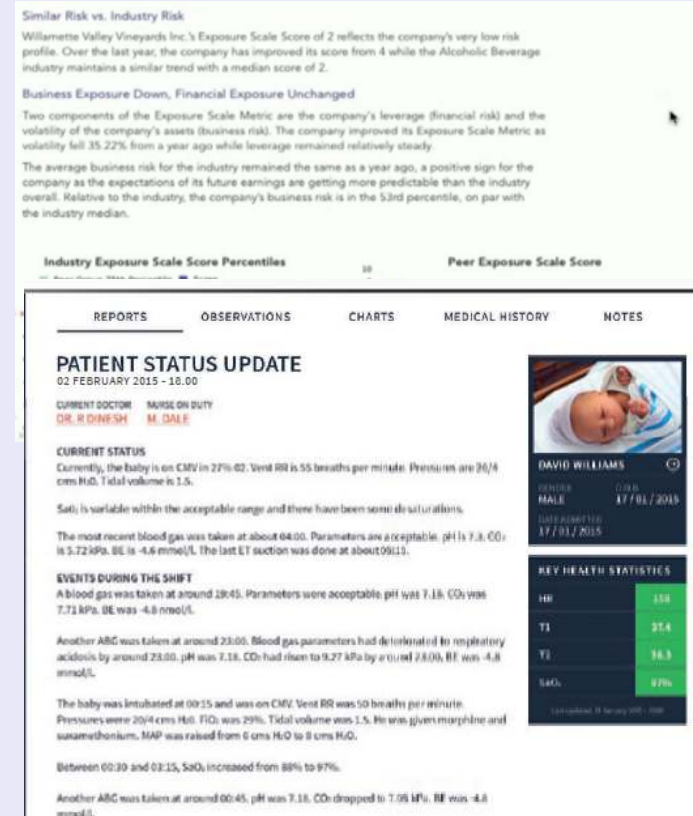 Similar Risk vs. Industry Risk
Willamette Valley Vineyards Inc.'s Exposure Scale Score of 2 reflects the company's very low risk
profile. Over the last year, the company has improved its score from 4 while the Alcoholic Beverage
industry maintains a similar trend with a median score of 2.
Business Exposure Down, Financial Exposure Unchanged
Two components of the Exposure Scale Metric are the company's leverage (financial risk) and the
volatility of the company's assets (business risk). The company improved its Exposure Scale Metric as
volatility fell 35.22% from a year ago while leverage remained relatively steady
The average business risk for the industry remained the same as a year ago, a positive sign for the
company as the expectations of its future earnings are getting more predictable than the industry
overall. Relative to the industry, the company's business risk is in the 53rd percentile, on par with
the industry median.
Industry Exposure Scale Score Percentiles
10
Peer Exposure Scale Score
REPORTS OBSERVATIONS CHARTS MEDICAL HISTORY NOTES
PATIENT STATUS UPDATE
02 FEBRUARY 2015 - 18.00
CURRENT DOCTOR NURSE ON DUTY
DR. R DINESH M. DALE
CURRENT STATUS
Currently, the baby is on CMV in 27% 02. Vent RR is 55 breaths per minute. Pressures are 20/4
cms H₂O. Tidal volume is 1.5.
SaO₂ is variable within the acceptable range and there have been some desaturations.
The most recent blood gas was taken at about 04:00. Parameters are acceptable. pH is 7.3. CO₂
is 5.72 kPa. BE is -4.6 mmol/L. The last ET suction was done at about
EVENTS DURING THE SHIFT
A blood gas was taken at around 19:45. Parameters were acceptable. pH was 7.18. CO₂ was
7.71 kPa. BE was -4.8 nmol/L.
Another ABG was taken at around 23:00. Blood gas parameters had deteriorated to respiratory
acidosis by around 23:00. pH was 7.18. CO₂ had risen to 9.27 kPa by around 23:00. BE was -4.8
mmol/L.
The baby was intubated at 00:15 and was on CMV. Vent RR was 50 breaths per minute.
Pressures were 20/4 cms H₂0. FiO₂ was 29%. Tidal volume was 1.5. He was given morphine and
suxamethonium. MAP was raised from 6 cms H₂O to 8 cms H₂O.
Between 00:30 and 03:15, SaO₂ increased from 88% to 97%.
Another ABG was taken at around 00:45. pH was 7.18. CO₂ dropped to 7.95 kPa. BE was -4.8
mmol/L.
DAVID WILLIAMS
GENDER D.O.B
MALE 17/01/2015
DATE ADMITTED
17/01/2015
KEY HEALTH STATISTICS
HR 158
T1 37.4
T2 36.3
SaO₂ 97%